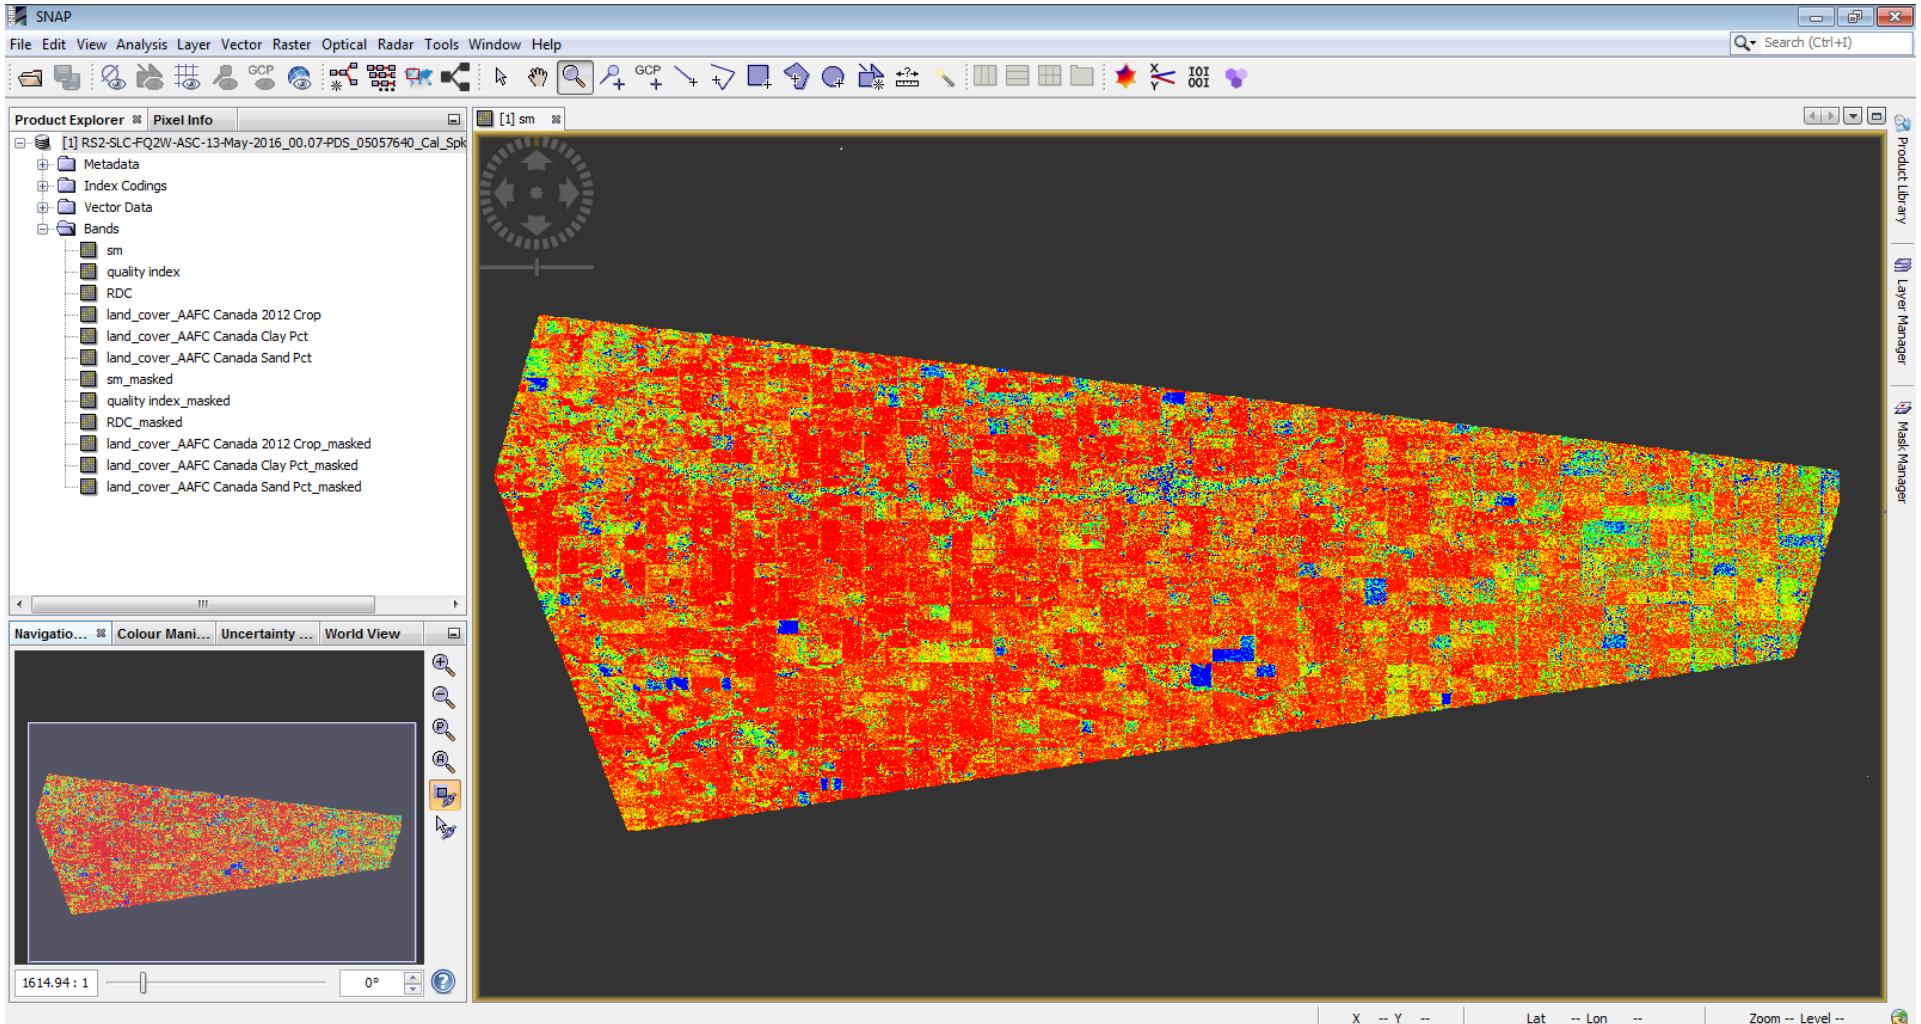 SNAP
File Edit View Analysis Layer Vector Raster Optical Radar Tools Window Help
Search (Ctrl+I)
GCP
GCP
X
Y
IOI
OOI
Product Explorer Pixel Info
[1] sm
[1] RS2-SLC-FQ2W-ASC-13-May-2016_00.07-PDS_05057640_Cal_Spk
Metadata
Index Codings
Vector Data
Bands
sm
quality index
RDC
land_cover_AAFC Canada 2012 Crop
land_cover_AAFC Canada Clay Pct
land_cover_AAFC Canada Sand Pct
sm_masked
quality index_masked
RDC_masked
land_cover_AAFC Canada 2012 Crop_masked
land_cover_AAFC Canada Clay Pct_masked
land_cover_AAFC Canada Sand Pct_masked
Product Library
Layer Manager
Mask Manager
Navigatio... Colour Mani... Uncertainty ... World View
1614.94 : 1
0°
X -- Y -- Lat -- Lon -- Zoom -- Level --